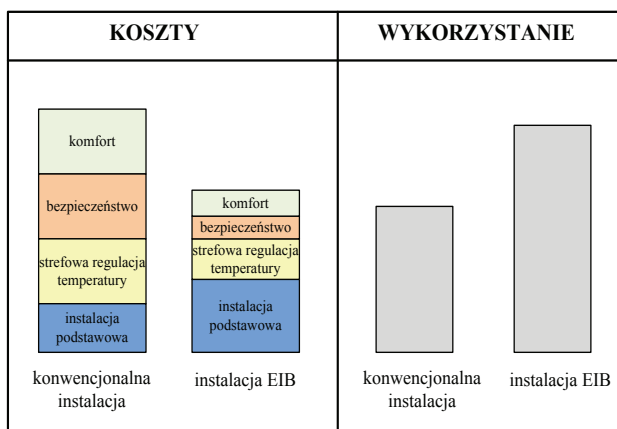 KOSZTY
komfort
bezpieczeństwo
strefowa regulacja
temperatury
instalacja
podstawowa
konwencjonalna
instalacja
komfort
bezpieczeństwo
strefowa regulacja
temperatury
instalacja
podstawowa
instalacja EIB
WYKORZYSTANIE
konwencjonalna
instalacja
instalacja EIB